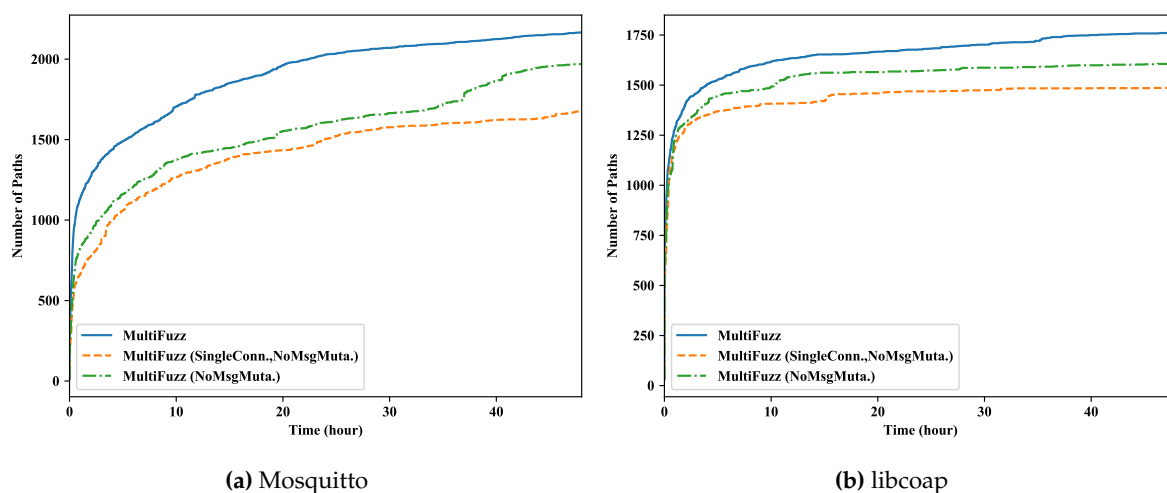 Number of Paths
2000
1500
1000
500
0
0 10 20 30 40
Time (hour)
MultiFuzz
MultiFuzz (SingleConn.,NoMsgMuta.)
MultiFuzz (NoMsgMuta.)
(a) Mosquitto
Number of Paths
1750
1500
1250
1000
750
500
250
0
0 10 20 30 40
Time (hour)
MultiFuzz
MultiFuzz (SingleConn.,NoMsgMuta.)
MultiFuzz (NoMsgMuta.)
(b) libcoap